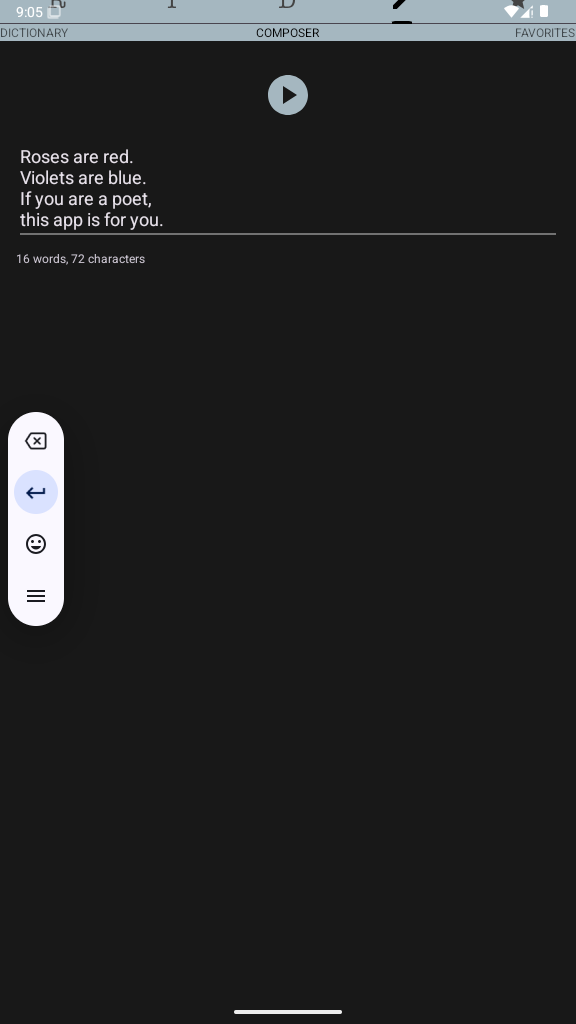 9:05
DICTIONARY COMPOSER FAVORITES
Roses are red.
Violets are blue.
If you are a poet,
this app is for you.
16 words, 72 characters